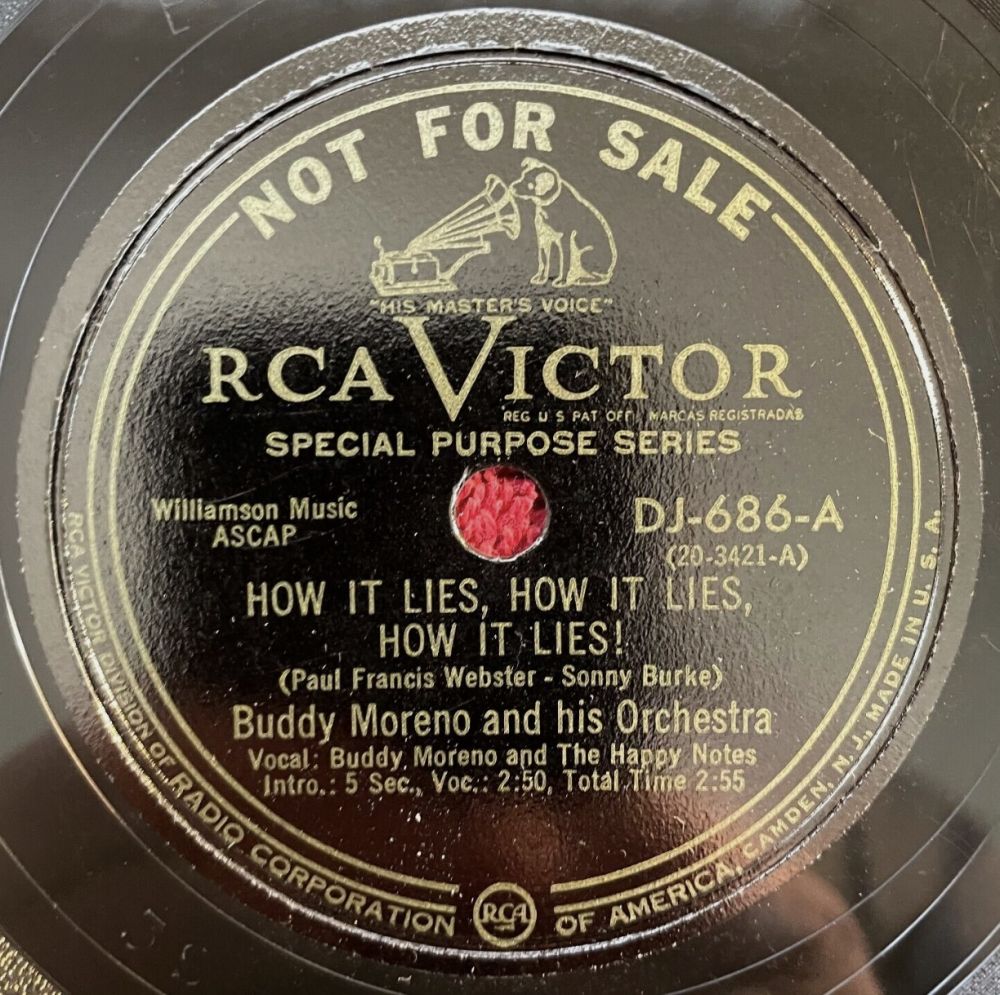 NOT FOR SALE
"HIS MASTER'S VOICE"
RCA VICTOR
REG U S PAT OFF MARCAS REGISTRADAS
SPECIAL PURPOSE SERIES
Williamson Music
ASCAP
DJ-686-A
(20-3421-A)
HOW IT LIES, HOW IT LIES,
HOW IT LIES!
(Paul Francis Webster - Sonny Burke)
Buddy Moreno and his Orchestra
Vocal: Buddy Moreno and The Happy Notes
Intro.: 5 Sec., Voc.: 2:50, Total Time 2:55
RCA VICTOR DIVISION OF RADIO CORPORATION OF AMERICA, CAMDEN, N. J., MADE IN U. S. A.
RCA